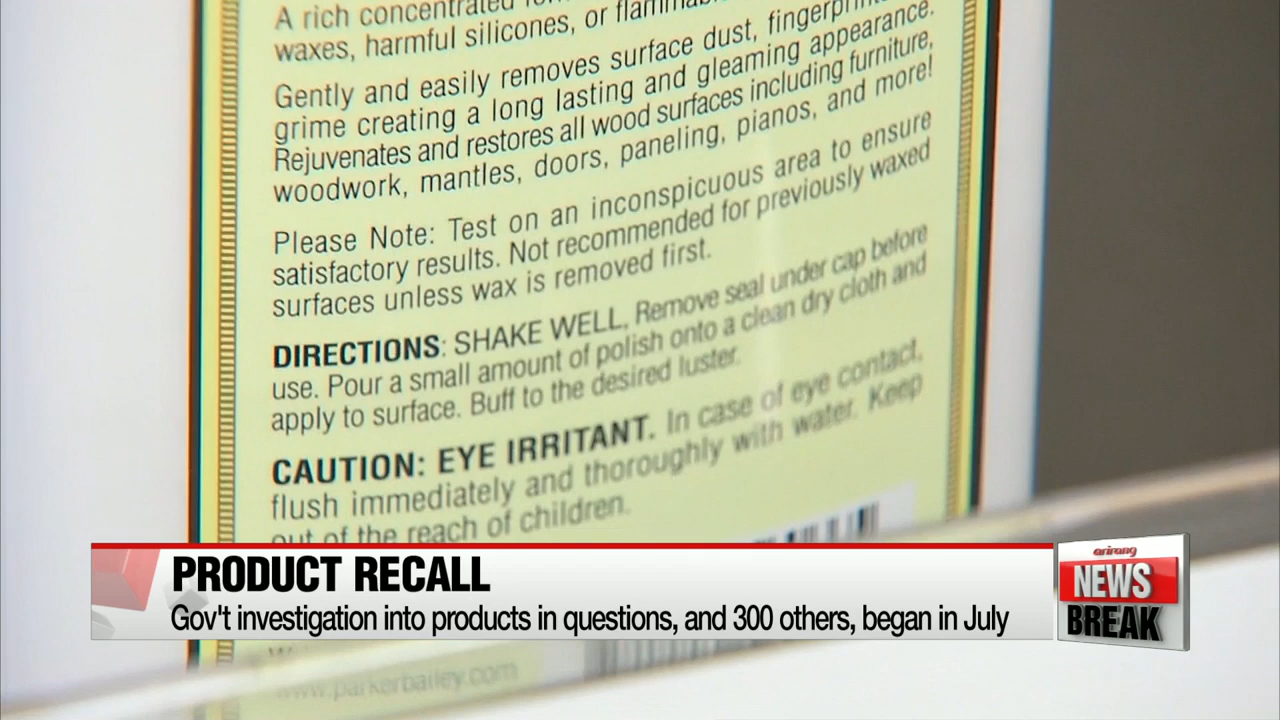 A rich concentrated
waxes, harmful silicones, or
Gently and easily removes surface dust,
grime creating a long lasting and gleaming appearance.
Rejuvenates and restores all wood surfaces including furniture,
woodwork, mantles, doors, paneling, pianos, and more!
Please Note: Test on an inconspicuous area to ensure
satisfactory results. Not recommended for previously waxed
surfaces unless wax is removed first.
DIRECTIONS: SHAKE WELL. Remove seal under cap before
use. Pour a small amount of polish onto a clean dry cloth and
apply to surface. Buff to the desired luster.
CAUTION: EYE IRRITANT. In case of eye contact,
flush immediately and thoroughly with water. Keep
out of the reach of children.
PRODUCT RECALL
Gov't investigation into products in questions, and 300 others, began in July
arirang
NEWS
BREAK
www.parkerbailey.com